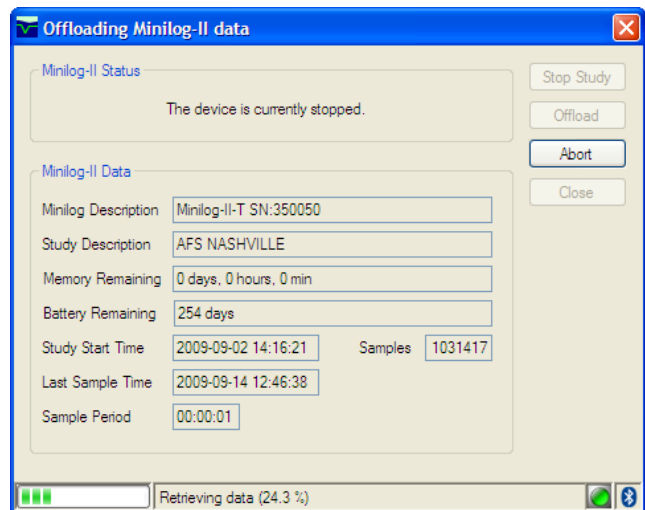 Offloading Minilog-II data
Minilog-II Status
Stop Study
The device is currently stopped.
Offload
Abort
Minilog-II Data
Close
Minilog Description Minilog-II-T SN:350050
Study Description AFS NASHVILLE
Memory Remaining 0 days, 0 hours, 0 min
Battery Remaining 254 days
Study Start Time 2009-09-02 14:16:21 Samples 1031417
Last Sample Time 2009-09-14 12:46:38
Sample Period 00:00:01
Retrieving data (24.3 %)